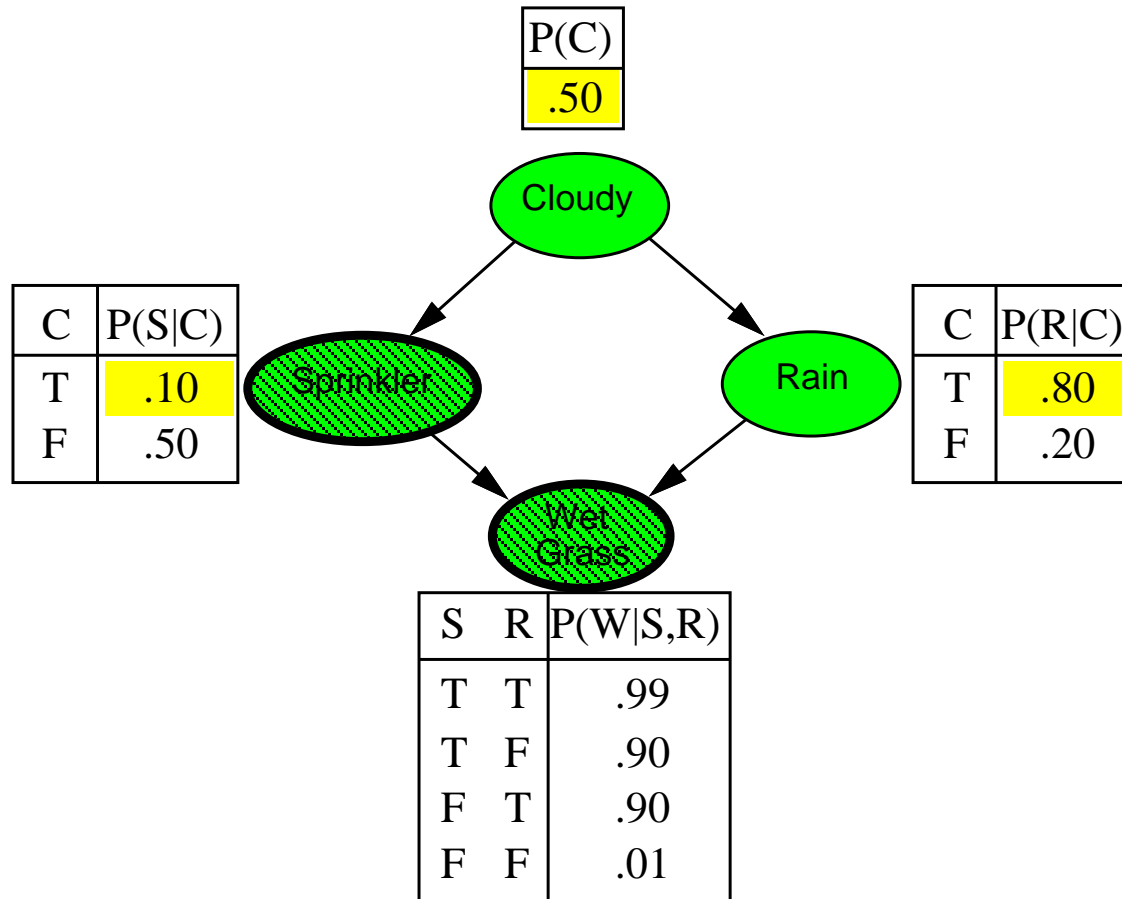 P(C)
.50
Cloudy
C P(S|C)
T .10
F .50
Sprinkler
Rain
C P(R|C)
T .80
F .20
Wet
Grass
S R P(W|S,R)
T T .99
T F .90
F T .90
F F .01